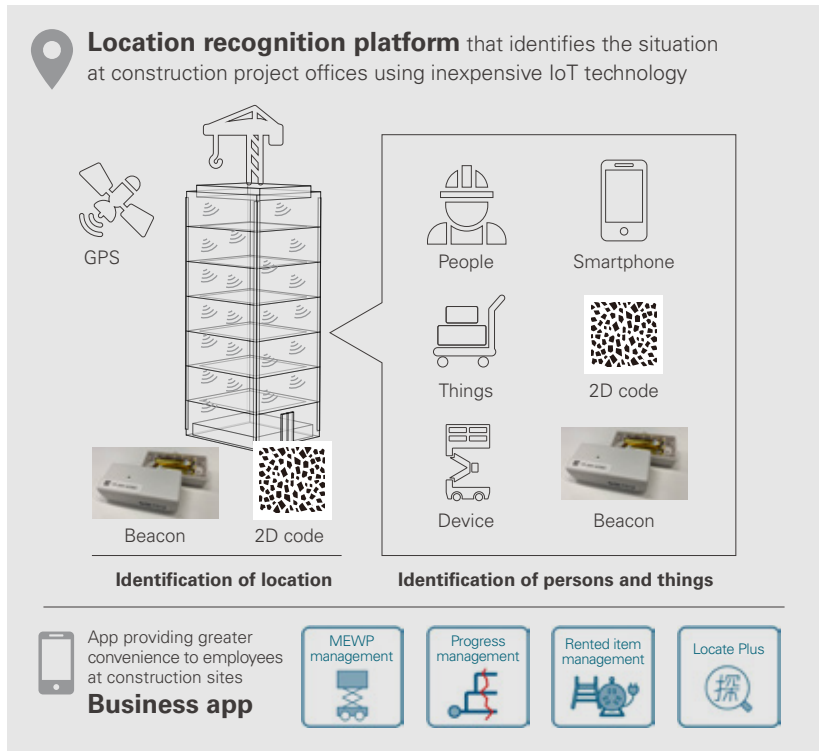 Location recognition platform that identifies the situation
at construction project offices using inexpensive IoT technology
GPS
People
Smartphone
Things
2D code
Device
Beacon
Beacon
2D code
Identification of location
Identification of persons and things
App providing greater
convenience to employees
at construction sites
Business app
MEWP
management
Progress
management
Rented item
management
Locate Plus
探